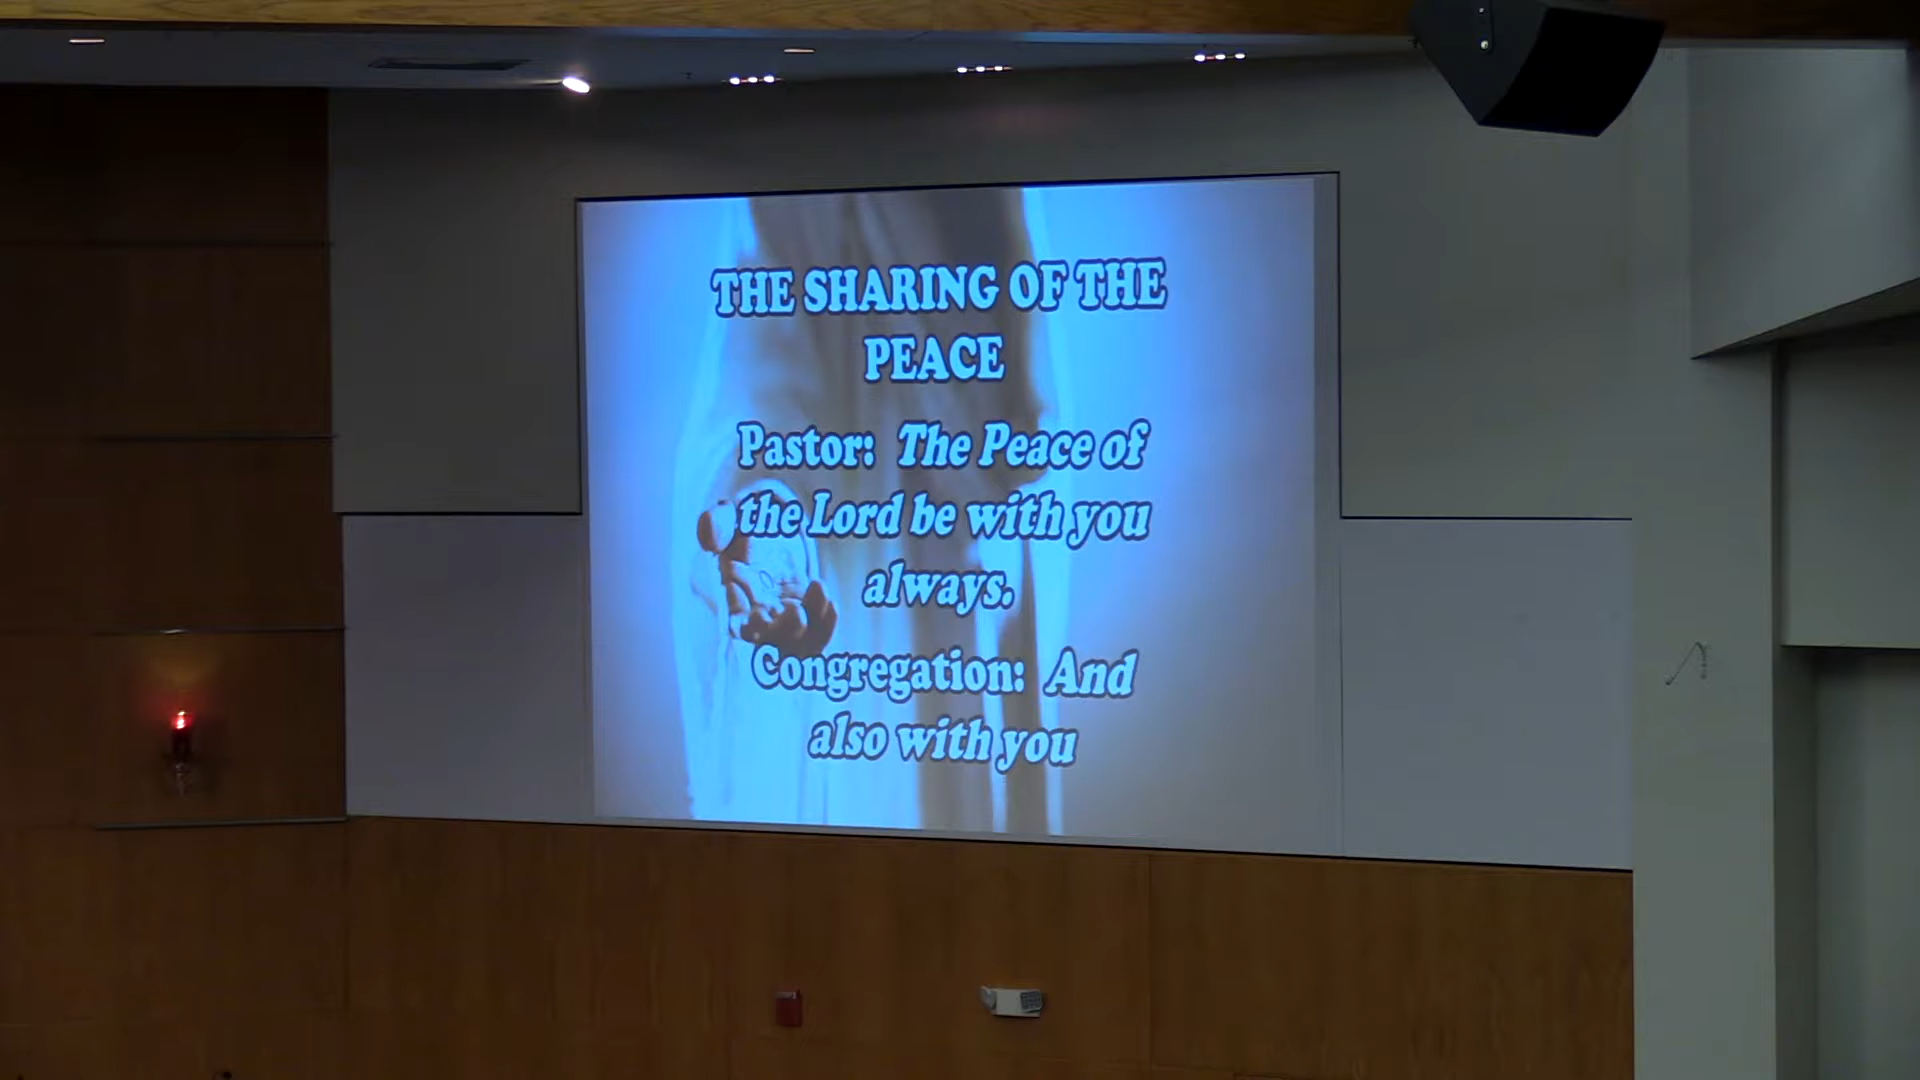 THE SHARING OF THE
PEACE
Pastor: The Peace of
the Lord be with you
always.
Congregation: And
also with you